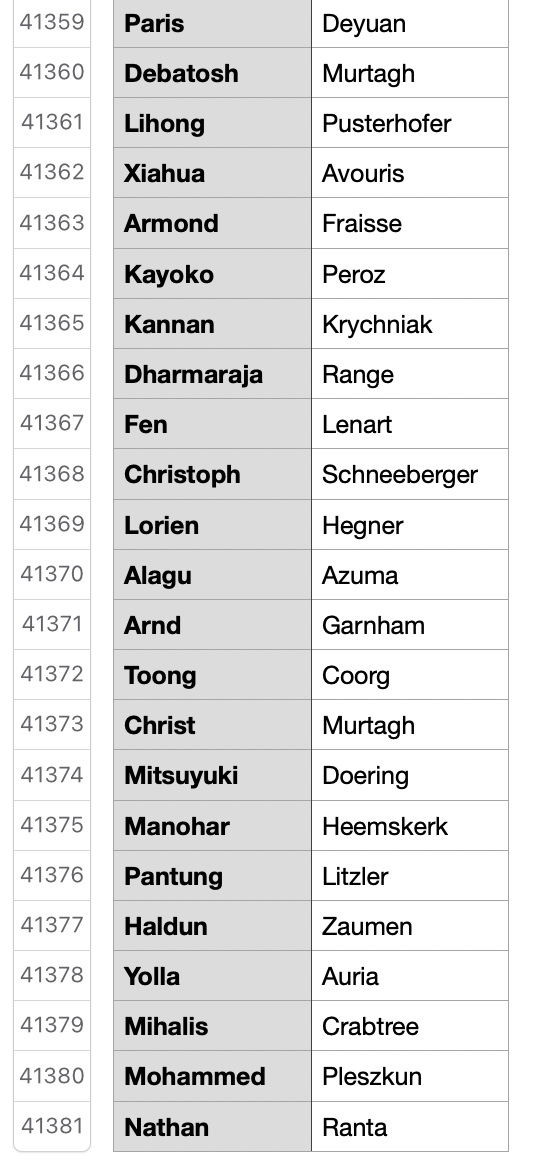 41359 Paris Deyuan
41360 Debatosh Murtagh
41361 Lihong Pusterhofer
41362 Xiahua Avouris
41363 Armond Fraisse
41364 Kayoko Peroz
41365 Kannan Krychniak
41366 Dharmaraja Range
41367 Fen Lenart
41368 Christoph Schneeberger
41369 Lorien Hegner
41370 Alagu Azuma
41371 Arnd Garnham
41372 Toong Coorg
41373 Christ Murtagh
41374 Mitsuyuki Doering
41375 Manohar Heemskerk
41376 Pantung Litzler
41377 Haldun Zaumen
41378 Yolla Auria
41379 Mihalis Crabtree
41380 Mohammed Pleszkun
41381 Nathan Ranta